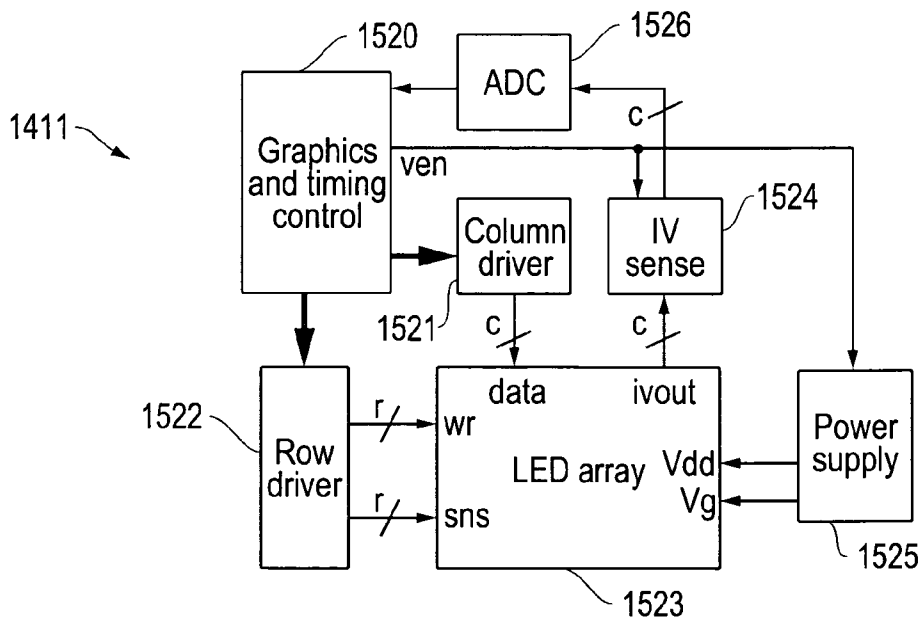 1520
1526
ADC
1411
c
Graphics
and timing
control
ven
1524
Column
driver
IV
sense
1521
c
c
data
ivout
1522
r
wr
Row
driver
Vdd
LED array
Vg
Power
supply
r
sns
1525
1523